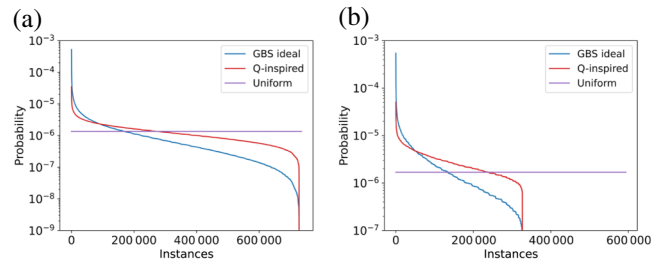 (a)
10⁻³
10⁻⁴
10⁻⁵
10⁻⁶
10⁻⁷
10⁻⁸
10⁻⁹
Probability
GBS ideal
Q-inspired
Uniform
0 200 000 400 000 600 000
Instances
(b)
10⁻³
10⁻⁴
10⁻⁵
10⁻⁶
10⁻⁷
Probability
GBS ideal
Q-inspired
Uniform
0 200 000 400 000 600 000
Instances